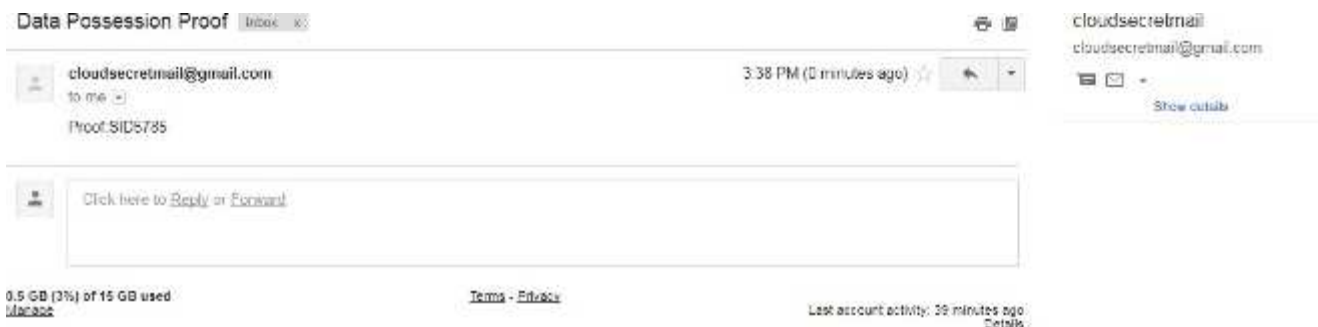 Data Possession Proof Inbox x
cloudsecretmail@gmail.com 3:38 PM (0 minutes ago)
to me
Proof:SID5785
Click here to Reply or Forward
0.5 GB (3%) of 15 GB used
Manage
Terms - Privacy
Last account activity: 39 minutes ago
Details
cloudsecretmail
cloudsecretmail@gmail.com
Show details